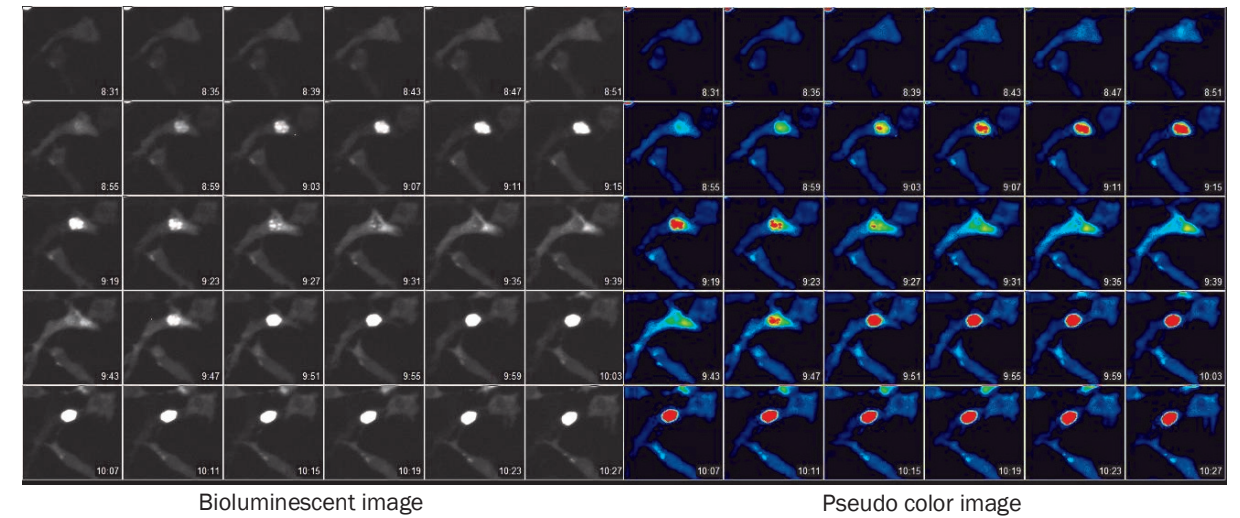 8:31 8:35 8:39 8:43 8:47 8:51 8:31 8:35 8:39 8:43 8:47 8:51
8:55 8:59 9:03 9:07 9:11 9:15 8:55 8:59 9:03 9:07 9:11 9:15
9:19 9:23 9:27 9:31 9:35 9:39 9:19 9:23 9:27 9:31 9:35 9:39
9:43 9:47 9:51 9:55 9:59 10:03 9:43 9:47 9:51 9:55 9:59 10:03
10:07 10:11 10:15 10:19 10:23 10:27 10:07 10:11 10:15 10:19 10:23 10:27
Bioluminescent image Pseudo color image